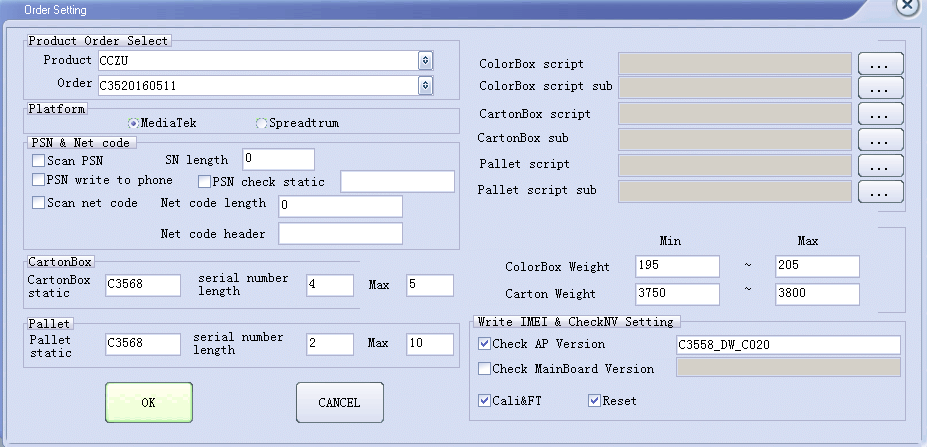 Order Setting
Product Order Select
Product CCZU
Order C3520160511
Platform
MediaTek Spreadtrum
PSN & Net code
Scan PSN SN length 0
PSN write to phone PSN check static
Scan net code Net code length 0
Net code header
CartonBox
CartonBox static C3568 serial number length 4 Max 5
Pallet
Pallet static C3568 serial number length 2 Max 10
OK CANCEL
ColorBox script ...
ColorBox script sub ...
CartonBox script ...
CartonBox sub ...
Pallet script ...
Pallet script sub ...
Min Max
ColorBox Weight 195 ~ 205
Carton Weight 3750 ~ 3800
Write IMEI & CheckNV Setting
Check AP Version C3558_DW_C020
Check MainBoard Version
Cali&FT Reset